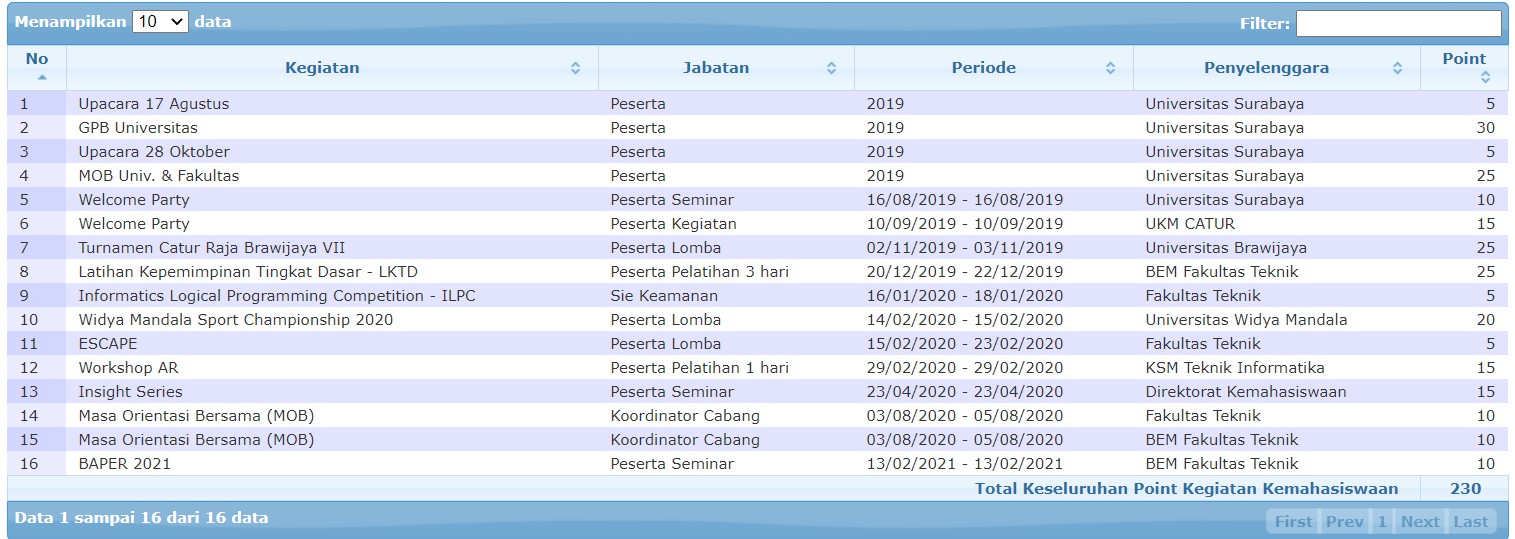 Menampilkan 10 data Filter:
No Kegiatan Jabatan Periode Penyelenggara Point
1 Upacara 17 Agustus Peserta 2019 Universitas Surabaya 5
2 GPB Universitas Peserta 2019 Universitas Surabaya 30
3 Upacara 28 Oktober Peserta 2019 Universitas Surabaya 5
4 MOB Univ. & Fakultas Peserta 2019 Universitas Surabaya 25
5 Welcome Party Peserta Seminar 16/08/2019 - 16/08/2019 Universitas Surabaya 10
6 Welcome Party Peserta Kegiatan 10/09/2019 - 10/09/2019 UKM CATUR 15
7 Turnamen Catur Raja Brawijaya VII Peserta Lomba 02/11/2019 - 03/11/2019 Universitas Brawijaya 25
8 Latihan Kepemimpinan Tingkat Dasar - LKTD Peserta Pelatihan 3 hari 20/12/2019 - 22/12/2019 BEM Fakultas Teknik 25
9 Informatics Logical Programming Competition - ILPC Sie Keamanan 16/01/2020 - 18/01/2020 Fakultas Teknik 5
10 Widya Mandala Sport Championship 2020 Peserta Lomba 14/02/2020 - 15/02/2020 Universitas Widya Mandala 20
11 ESCAPE Peserta Lomba 15/02/2020 - 23/02/2020 Fakultas Teknik 5
12 Workshop AR Peserta Pelatihan 1 hari 29/02/2020 - 29/02/2020 KSM Teknik Informatika 15
13 Insight Series Peserta Seminar 23/04/2020 - 23/04/2020 Direktorat Kemahasiswaan 15
14 Masa Orientasi Bersama (MOB) Koordinator Cabang 03/08/2020 - 05/08/2020 Fakultas Teknik 10
15 Masa Orientasi Bersama (MOB) Koordinator Cabang 03/08/2020 - 05/08/2020 BEM Fakultas Teknik 10
16 BAPER 2021 Peserta Seminar 13/02/2021 - 13/02/2021 BEM Fakultas Teknik 10
Total Keseluruhan Point Kegiatan Kemahasiswaan 230
Data 1 sampai 16 dari 16 data First Prev 1 Next Last